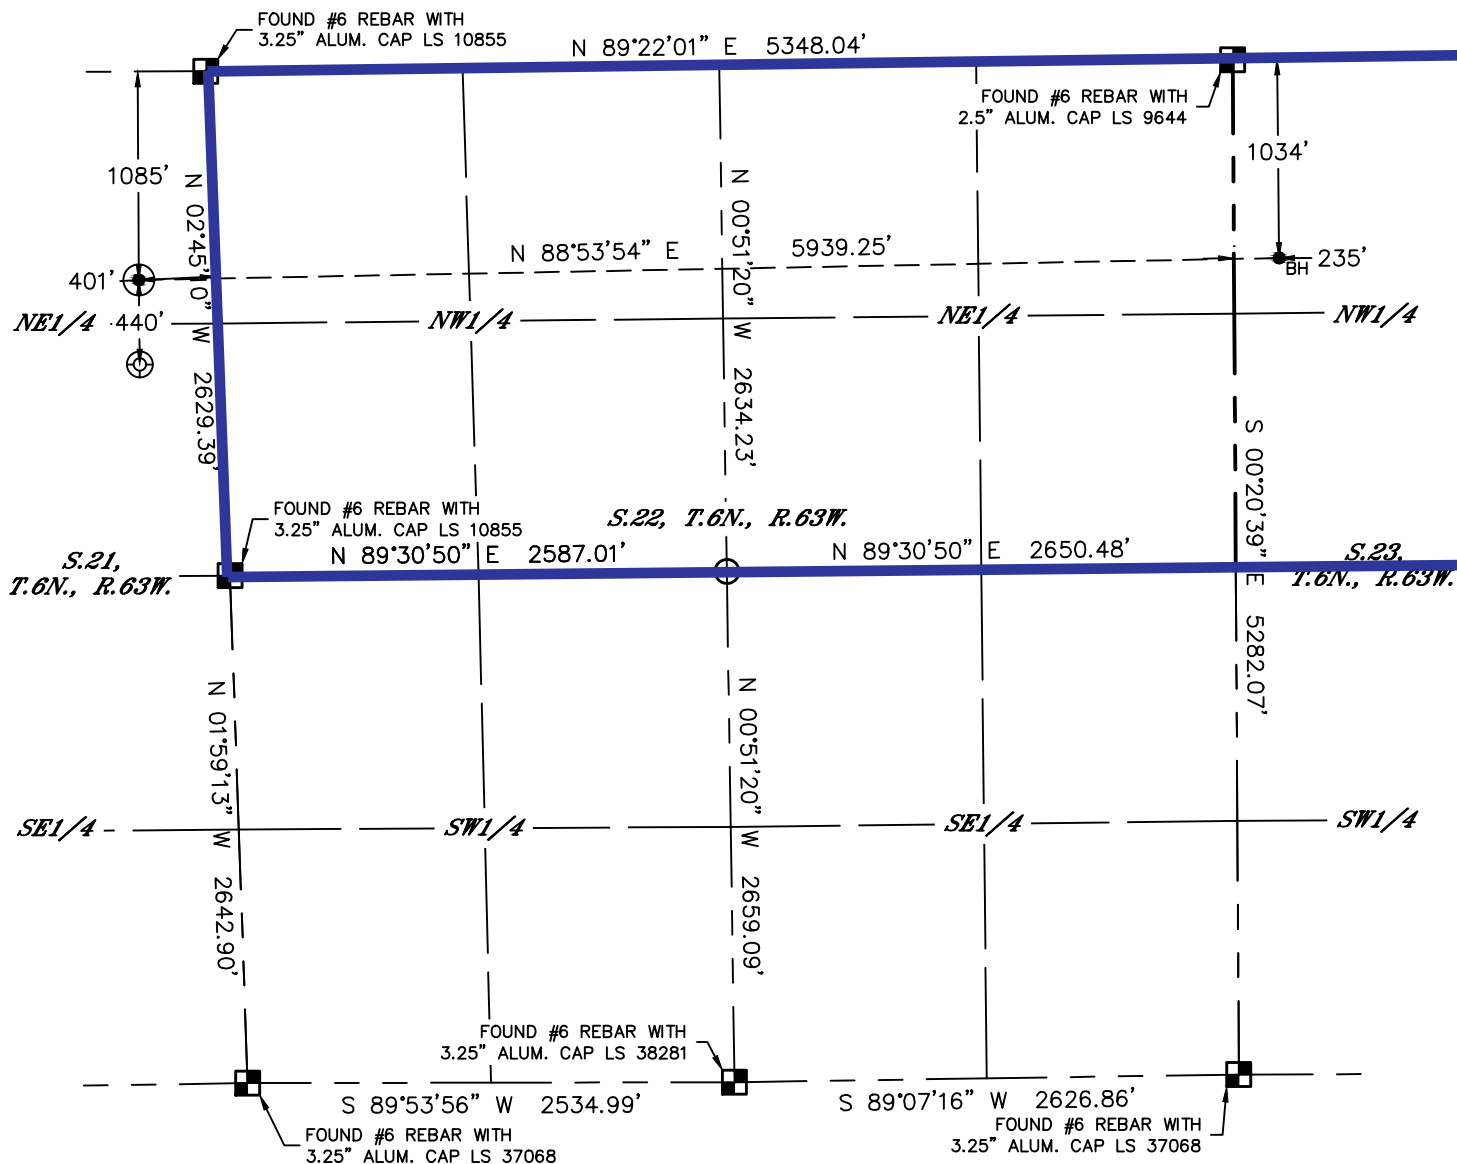 FOUND #6 REBAR WITH
3.25" ALUM. CAP LS 10855
N 89°22'01" E 5348.04'
FOUND #6 REBAR WITH
2.5" ALUM. CAP LS 9644
1085'
1034'
N 02°45'10" W 2629.39'
N 00°51'20" W 2634.23'
N 88°53'54" E 5939.25'
401'
BH
235'
NE1/4
440'
NW1/4
NE1/4
NW1/4
S 00°20'39" E 5282.07'
FOUND #6 REBAR WITH
3.25" ALUM. CAP LS 10855
S.22, T.6N., R.63W.
N 89°30'50" E 2587.01'
N 89°30'50" E 2650.48'
S.21,
T.6N., R.63W.
S.23,
T.6N., R.63W.
N 01°59'13" W 2642.90'
N 00°51'20" W 2659.09'
SE1/4
SW1/4
SE1/4
SW1/4
FOUND #6 REBAR WITH
3.25" ALUM. CAP LS 38281
S 89°53'56" W 2534.99'
S 89°07'16" W 2626.86'
FOUND #6 REBAR WITH
3.25" ALUM. CAP LS 37068
FOUND #6 REBAR WITH
3.25" ALUM. CAP LS 37068